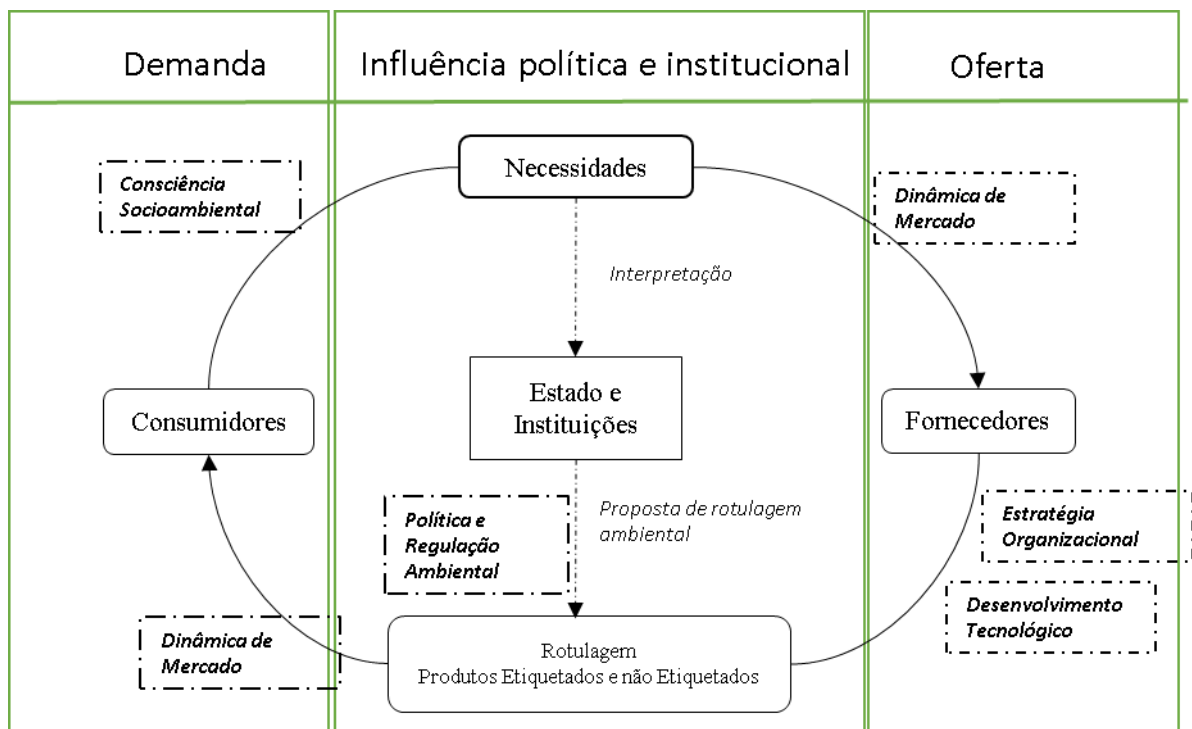 Demanda
Influência política e institucional
Oferta
Necessidades
Consciência
Socioambiental
Dinâmica de
Mercado
Interpretação
Estado e
Instituições
Consumidores
Fornecedores
Política e
Regulação
Ambiental
Proposta de rotulagem
ambiental
Estratégia
Organizacional
Desenvolvimento
Tecnológico
Dinâmica de
Mercado
Rotulagem
Produtos Etiquetados e não Etiquetados